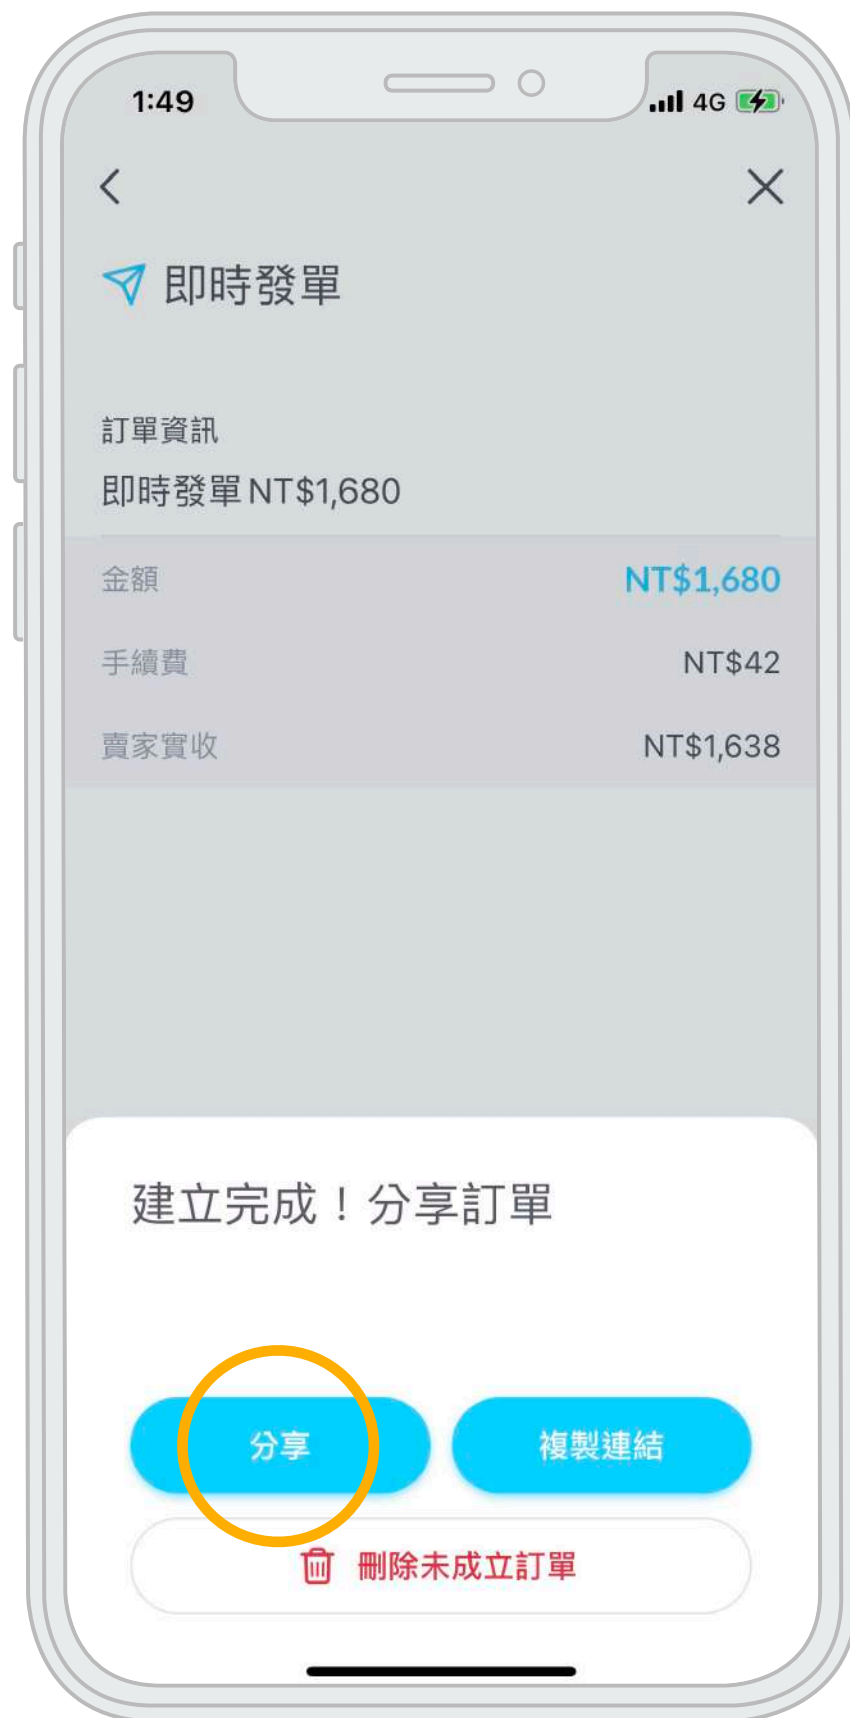 1:49 4G
即時發單
訂單資訊
即時發單 NT$1,680
金額 NT$1,680
手續費 NT$42
賣家實收 NT$1,638
建立完成！分享訂單
分享 複製連結
刪除未成立訂單